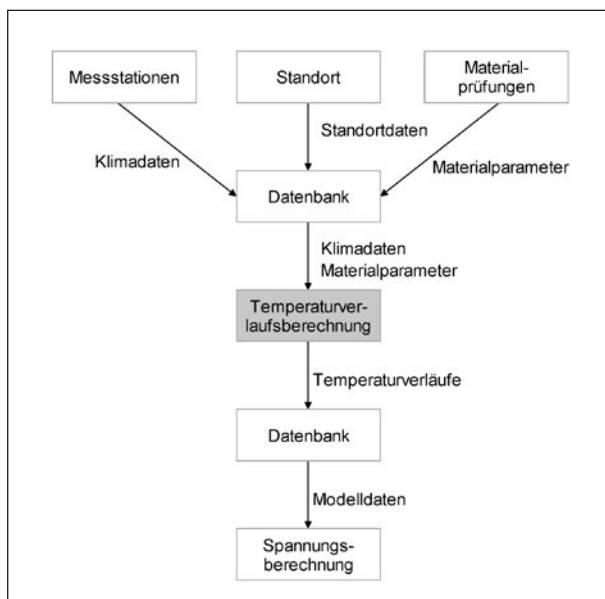 Messstationen
Standort
Material-
prüfungen
Standortdaten
Klimadaten
Materialparameter
Datenbank
Klimadaten
Materialparameter
Temperaturver-
laufsberechnung
Temperaturverläufe
Datenbank
Modelldaten
Spannungs-
berechnung